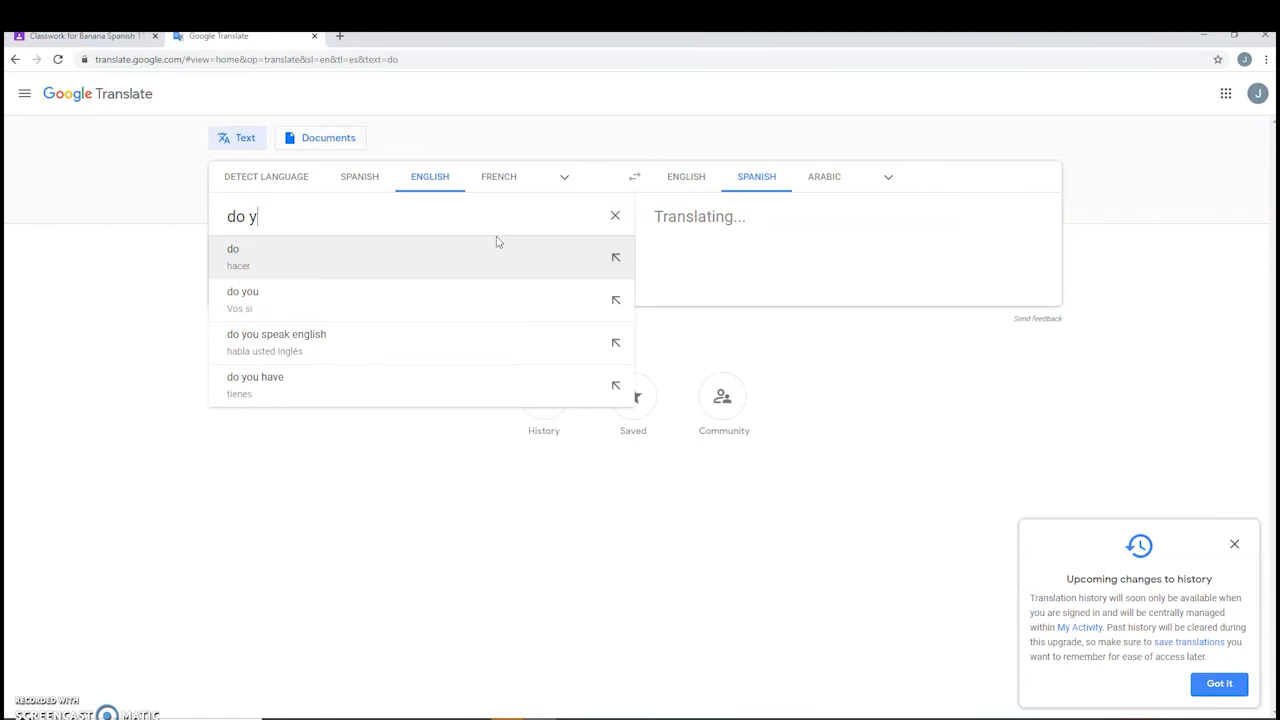 Classwork for Banana Spanish 1
Google Translate
translate.google.com/#view=home&op=translate&sl=en&tl=es&text=do
J
Google Translate
J
Text
Documents
DETECT LANGUAGE SPANISH ENGLISH FRENCH
ENGLISH SPANISH ARABIC
do y
Translating...
do
hacer
do you
Vos si
do you speak english
habla usted Inglés
do you have
tienes
Send feedback
History
Saved
Community
Upcoming changes to history
Translation history will soon only be available when
you are signed in and will be centrally managed
within My Activity. Past history will be cleared during
this upgrade, so make sure to save translations you
want to remember for ease of access later.
Got it
RECORDED WITH
SCREENCAST MATIC